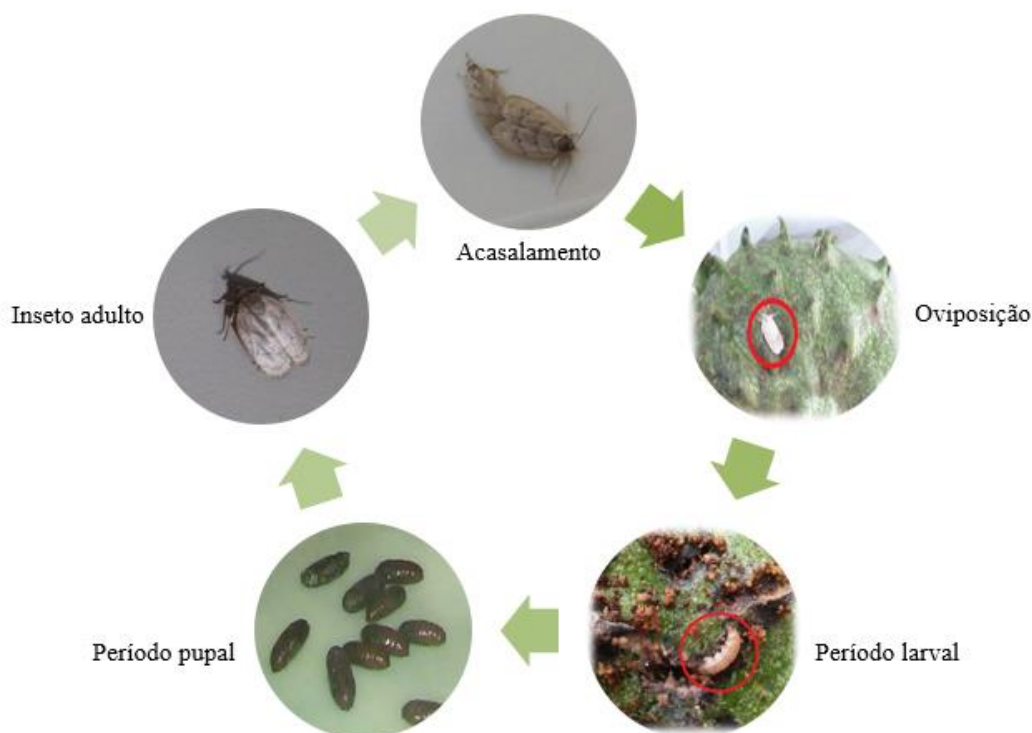 Acasalamento
Inseto adulto
Oviposição
Período pupal
Período larval